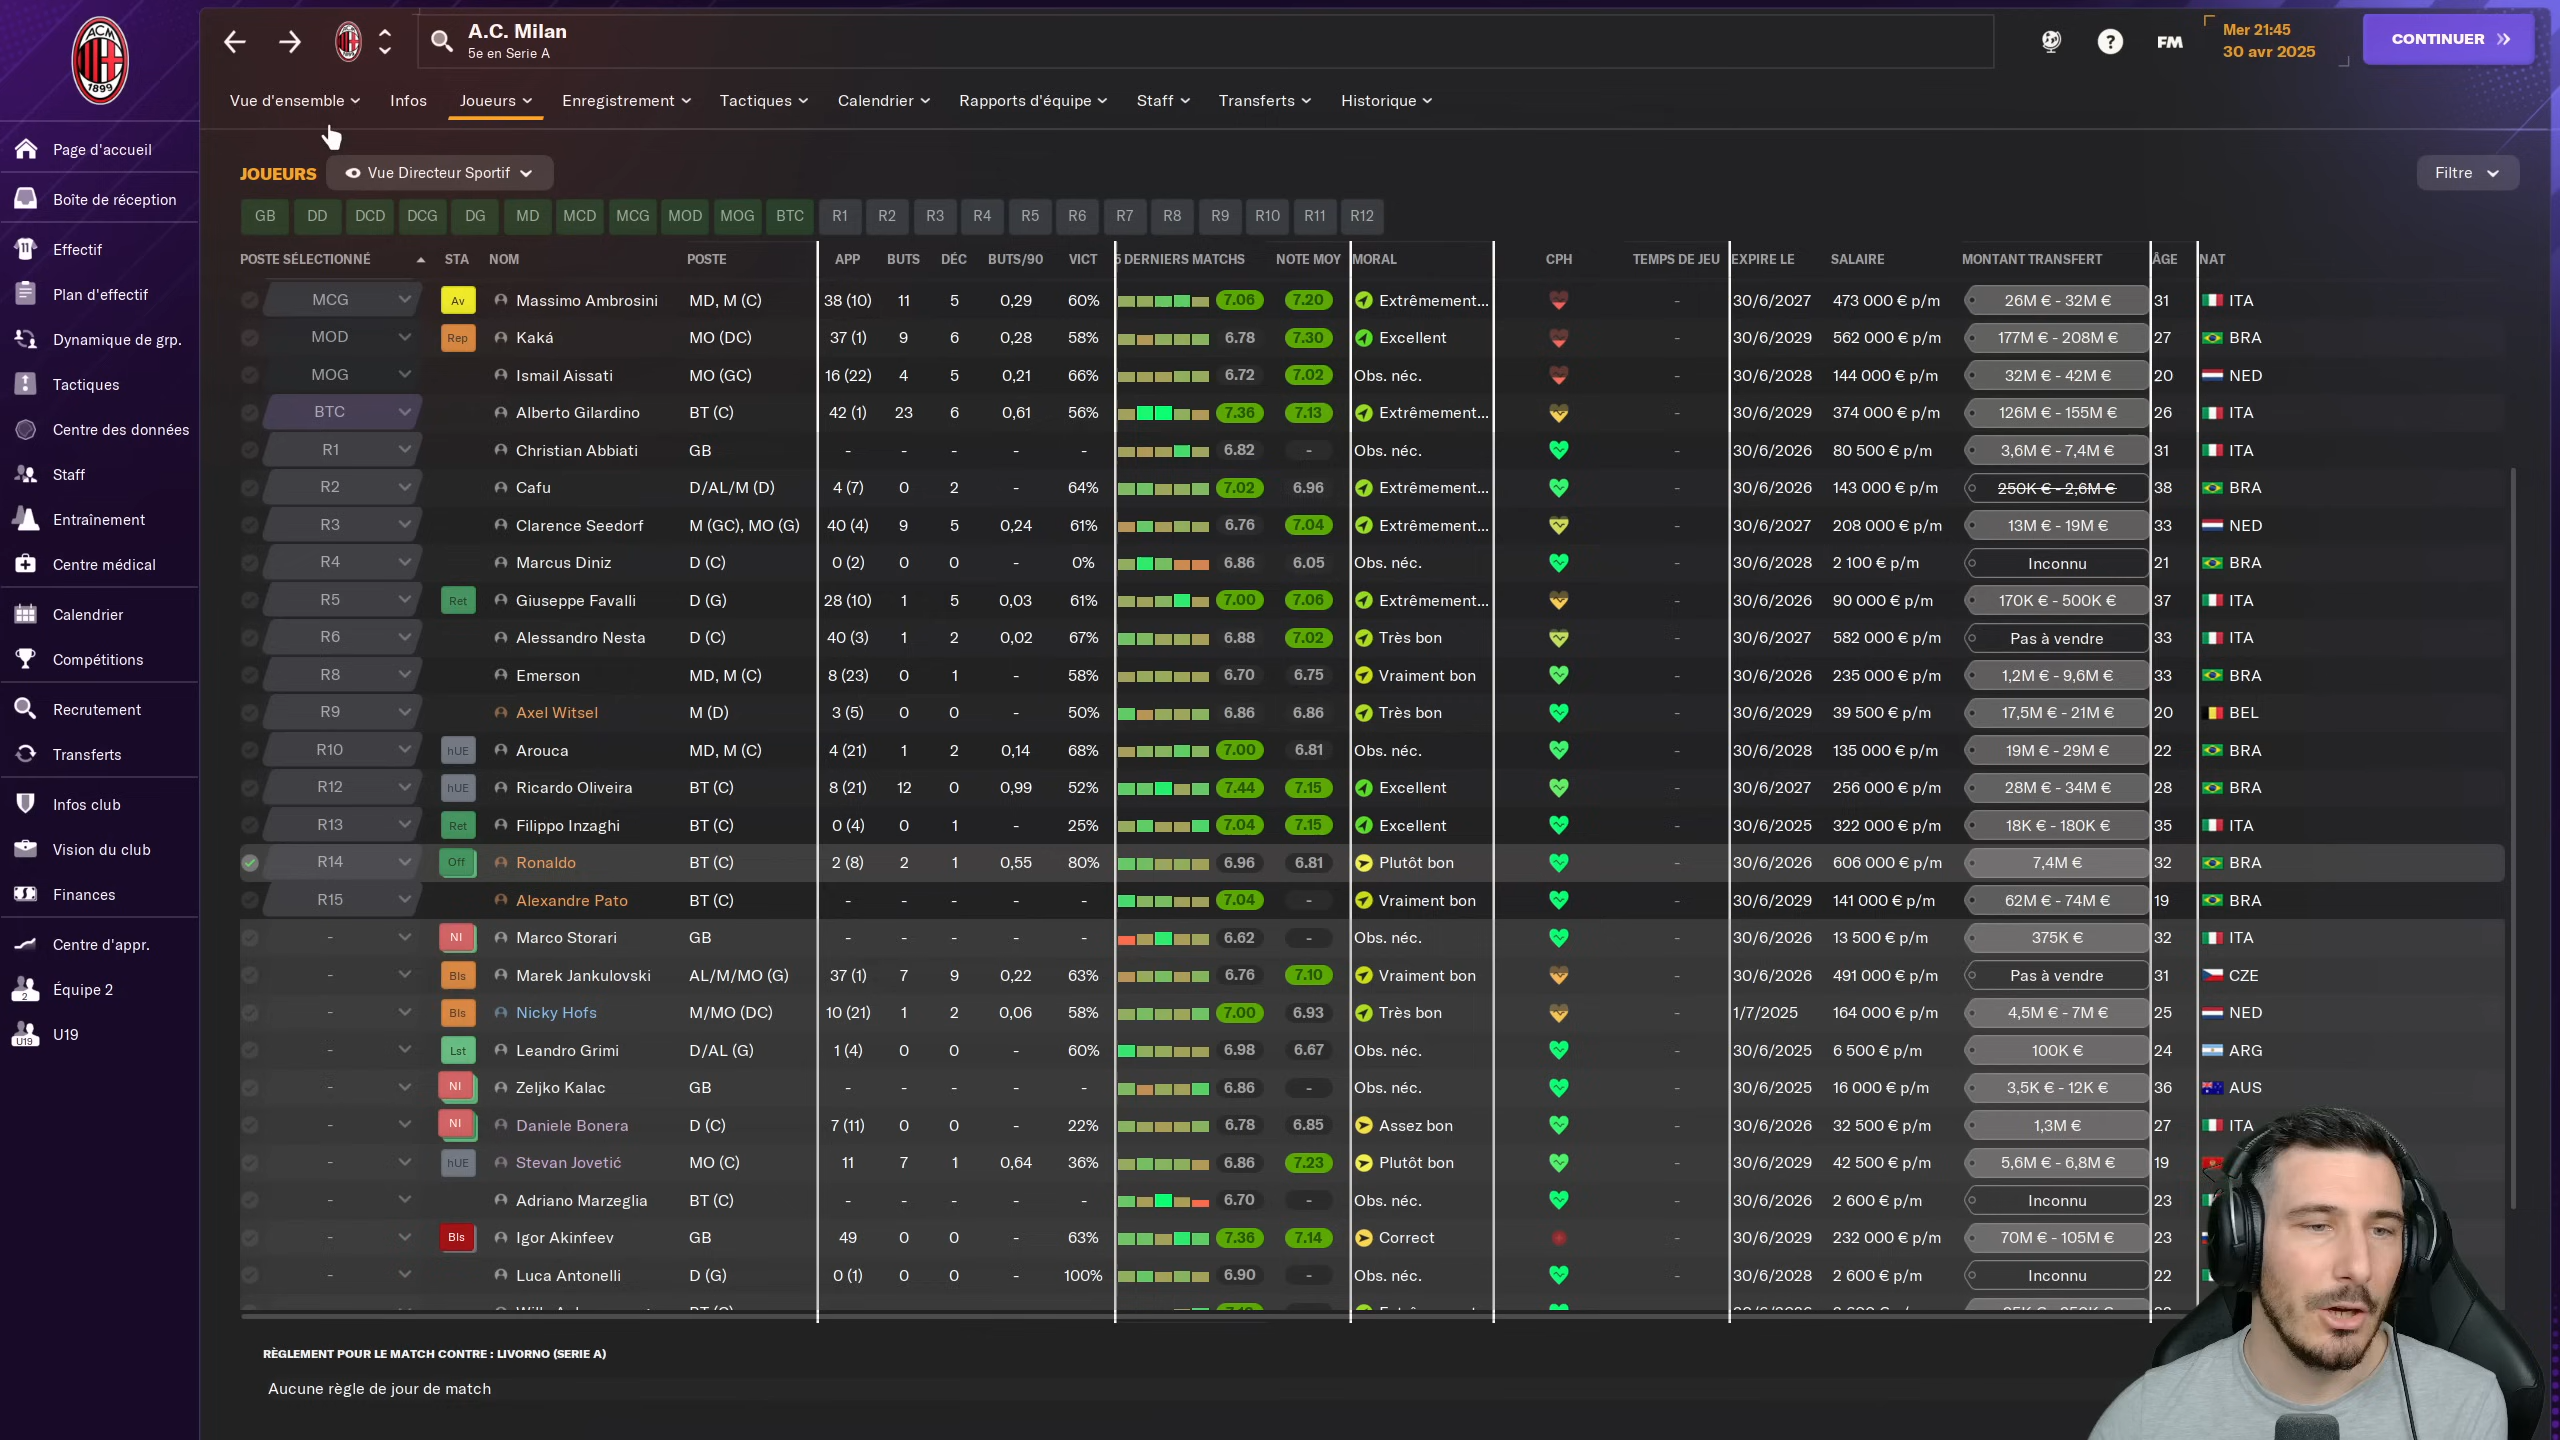 A.C. Milan
5e en Serie A
Mer 21:45
30 avr 2025
CONTINUER
FM
?
ACM
1899
Vue d'ensemble
Infos
Joueurs
Enregistrement
Tactiques
Calendrier
Rapports d'équipe
Staff
Transferts
Historique
Page d'accueil
Boîte de réception
Effectif
Plan d'effectif
Dynamique de grp.
Tactiques
Centre des données
Staff
Entraînement
Centre médical
Calendrier
Compétitions
Recrutement
Transferts
Infos club
Vision du club
Finances
Centre d'appr.
Équipe 2
U19
JOUEURS
Vue Directeur Sportif
Filtre
GB DD DCD DCG DG MD MCD MCG MOD MOG BTC R1 R2 R3 R4 R5 R6 R7 R8 R9 R10 R11 R12
POSTE SÉLECTIONNÉ STA NOM POSTE APP BUTS DÉC BUTS/90 VICT 5 DERNIERS MATCHS NOTE MOY MORAL CPH TEMPS DE JEU EXPIRE LE SALAIRE MONTANT TRANSFERT ÂGE NAT
MCG Av Massimo Ambrosini MD, M (C) 38 (10) 11 5 0,29 60% 7.06 7.20 Extrêmement... - 30/6/2027 473 000 € p/m 26M € - 32M € 31 ITA
MOD Rep Kaká MO (DC) 37 (1) 9 6 0,28 58% 6.78 7.30 Excellent - 30/6/2029 562 000 € p/m 177M € - 208M € 27 BRA
MOG Ismail Aissati MO (GC) 16 (22) 4 5 0,21 66% 6.72 7.02 Obs. néc. - 30/6/2028 144 000 € p/m 32M € - 42M € 20 NED
BTC Alberto Gilardino BT (C) 42 (1) 23 6 0,61 56% 7.36 7.13 Extrêmement... - 30/6/2029 374 000 € p/m 126M € - 155M € 26 ITA
R1 Christian Abbiati GB - - - - - 6.82 - Obs. néc. - 30/6/2026 80 500 € p/m 3,6M € - 7,4M € 31 ITA
R2 Cafu D/AL/M (D) 4 (7) 0 2 - 64% 7.02 6.96 Extrêmement... - 30/6/2026 143 000 € p/m 250K € - 2,6M € 38 BRA
R3 Clarence Seedorf M (GC), MO (G) 40 (4) 9 5 0,24 61% 6.76 7.04 Extrêmement... - 30/6/2027 208 000 € p/m 13M € - 19M € 33 NED
R4 Marcus Diniz D (C) 0 (2) 0 0 - 0% 6.86 6.05 Obs. néc. - 30/6/2028 2 100 € p/m Inconnu 21 BRA
R5 Ret Giuseppe Favalli D (G) 28 (10) 1 5 0,03 61% 7.00 7.06 Extrêmement... - 30/6/2026 90 000 € p/m 170K € - 500K € 37 ITA
R6 Alessandro Nesta D (C) 40 (3) 1 2 0,02 67% 6.88 7.02 Très bon - 30/6/2027 582 000 € p/m Pas à vendre 33 ITA
R8 Emerson MD, M (C) 8 (23) 0 1 - 58% 6.70 6.75 Vraiment bon - 30/6/2026 235 000 € p/m 1,2M € - 9,6M € 33 BRA
R9 Axel Witsel M (D) 3 (5) 0 0 - 50% 6.86 6.86 Très bon - 30/6/2029 39 500 € p/m 17,5M € - 21M € 20 BEL
R10 hUE Arouca MD, M (C) 4 (21) 1 2 0,14 68% 7.00 6.81 Obs. néc. - 30/6/2028 135 000 € p/m 19M € - 29M € 22 BRA
R12 hUE Ricardo Oliveira BT (C) 8 (21) 12 0 0,99 52% 7.44 7.15 Excellent - 30/6/2027 256 000 € p/m 28M € - 34M € 28 BRA
R13 Ret Filippo Inzaghi BT (C) 0 (4) 0 1 - 25% 7.04 7.15 Excellent - 30/6/2025 322 000 € p/m 18K € - 180K € 35 ITA
R14 Off Ronaldo BT (C) 2 (8) 2 1 0,55 80% 6.96 6.81 Plutôt bon - 30/6/2026 606 000 € p/m 7,4M € 32 BRA
R15 Alexandre Pato BT (C) - - - - - 7.04 - Vraiment bon - 30/6/2029 141 000 € p/m 62M € - 74M € 19 BRA
- NI Marco Storari GB - - - - - 6.62 - Obs. néc. - 30/6/2026 13 500 € p/m 375K € 32 ITA
- Bls Marek Jankulovski AL/M/MO (G) 37 (1) 7 9 0,22 63% 6.76 7.10 Vraiment bon - 30/6/2026 491 000 € p/m Pas à vendre 31 CZE
- Bls Nicky Hofs M/MO (DC) 10 (21) 1 2 0,06 58% 7.00 6.93 Très bon - 1/7/2025 164 000 € p/m 4,5M € - 7M € 25 NED
- Lst Leandro Grimi D/AL (G) 1 (4) 0 0 - 60% 6.98 6.67 Obs. néc. - 30/6/2025 6 500 € p/m 100K € 24 ARG
- NI Zeljko Kalac GB - - - - - 6.86 - Obs. néc. - 30/6/2025 16 000 € p/m 3,5K € - 12K € 36 AUS
- NI Daniele Bonera D (C) 7 (11) 0 0 - 22% 6.78 6.85 Assez bon - 30/6/2026 32 500 € p/m 1,3M € 27 ITA
- hUE Stevan Jovetić MO (C) 11 7 1 0,64 36% 6.86 7.23 Plutôt bon - 30/6/2029 42 500 € p/m 5,6M € - 6,8M € 19
- Adriano Marzeglia BT (C) - - - - - 6.70 - Obs. néc. - 30/6/2026 2 600 € p/m Inconnu 23
- Bls Igor Akinfeev GB 49 0 0 - 63% 7.36 7.14 Correct - 30/6/2029 232 000 € p/m 70M € - 105M € 23
- Luca Antonelli D (G) 0 (1) 0 0 - 100% 6.90 - Obs. néc. - 30/6/2028 2 600 € p/m Inconnu 22
RÈGLEMENT POUR LE MATCH CONTRE : LIVORNO (SERIE A)
Aucune règle de jour de match